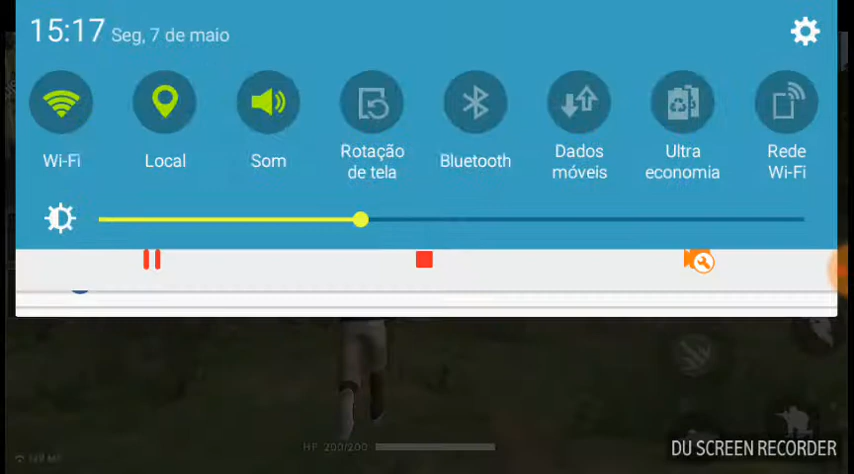 15:17 Seg, 7 de maio
Wi-Fi
Local
Som
Rotação
de tela
Bluetooth
Dados
móveis
Ultra
economia
Rede
Wi-Fi
HP 200/200
DU SCREEN RECORDER